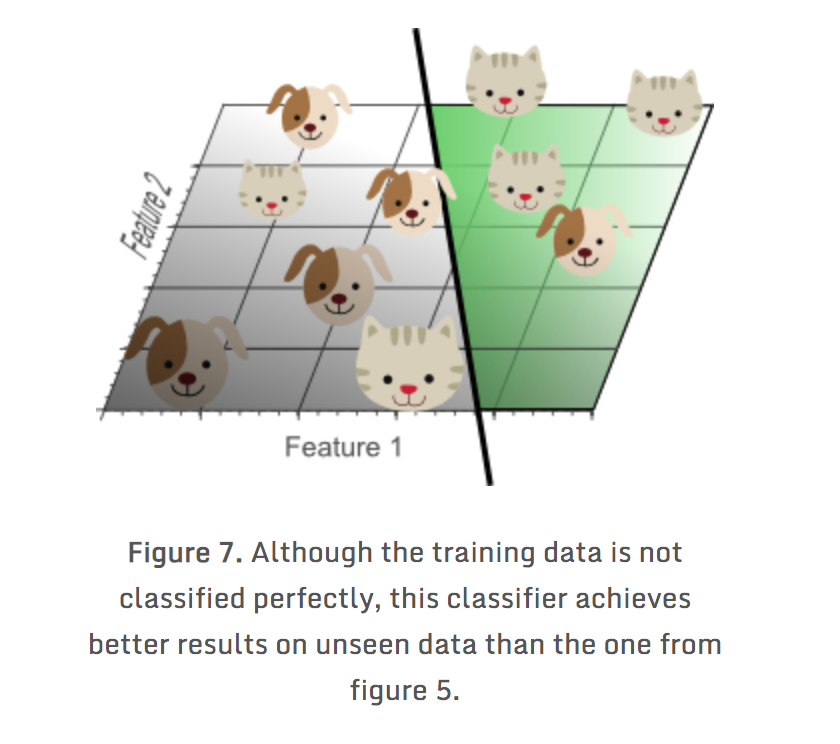 Feature 2
Feature 1
Figure 7. Although the training data is not
classified perfectly, this classifier achieves
better results on unseen data than the one from
figure 5.